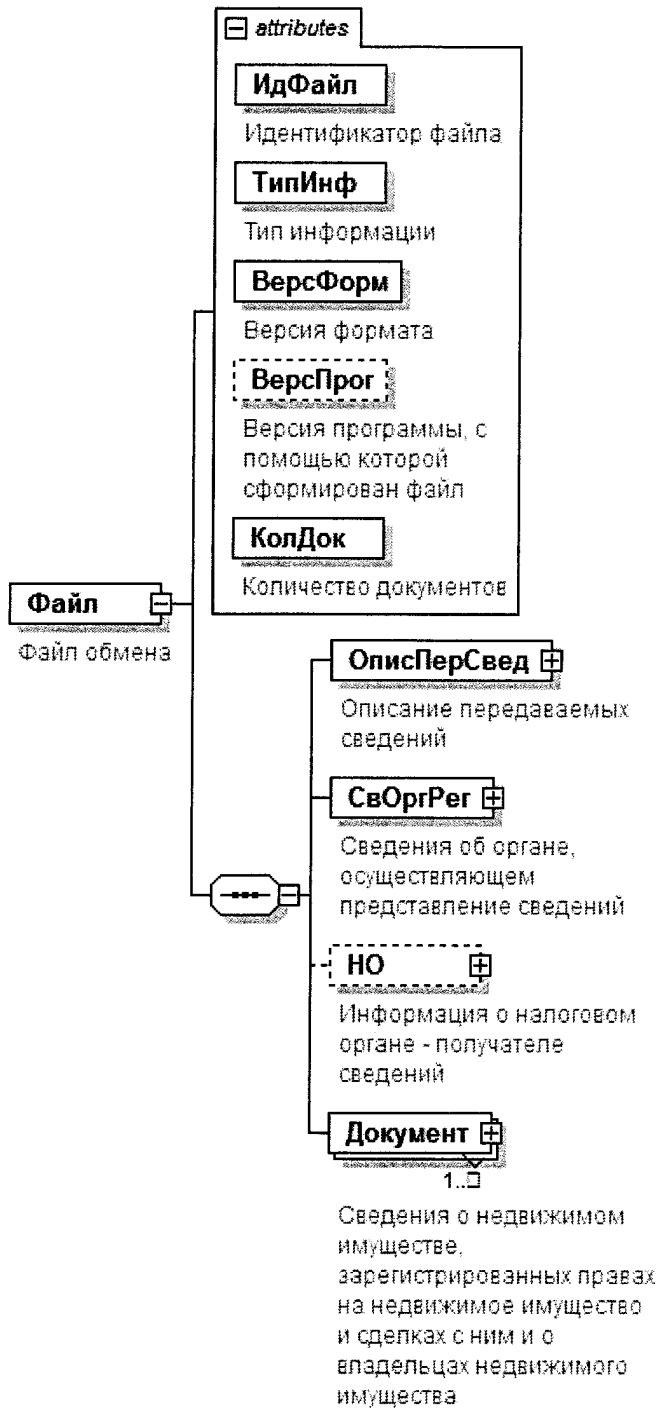 attributes
ИдФайл
Идентификатор файла
ТипИнф
Тип информации
ВерсФорм
Версия формата
ВерсПрог
Версия программы, с
помощью которой
сформирован файл
КолДок
Количество документов
Файл
Файл обмена
ОписПерСвед
Описание передаваемых
сведений
СвОргРег
Сведения об органе,
осуществляющем
представление сведений
НО
Информация о налоговом
органе - получателе
сведений
Документ
1..
Сведения о недвижимом
имуществе,
зарегистрированных правах
на недвижимое имущество
и сделках с ним и о
владельцах недвижимого
имущества